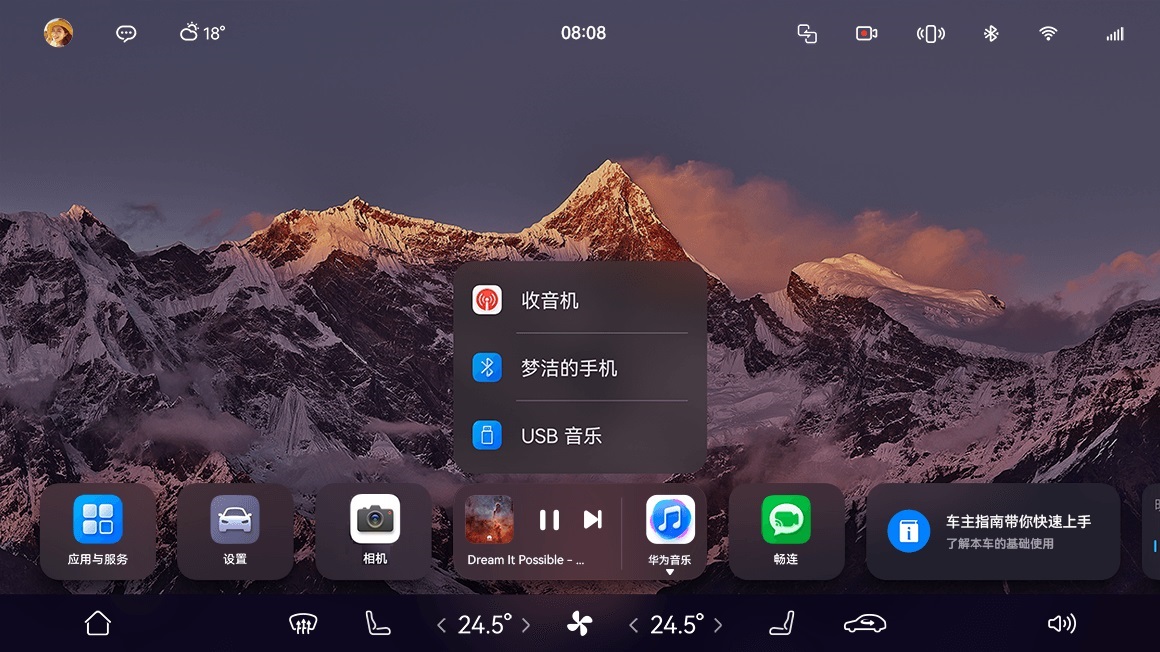 18°
08:08
收音机
梦洁的手机
USB 音乐
应用与服务
设置
相机
Dream It Possible - ...
华为音乐
畅连
车主指南带你快速上手
了解本车的基础使用
24.5°
24.5°